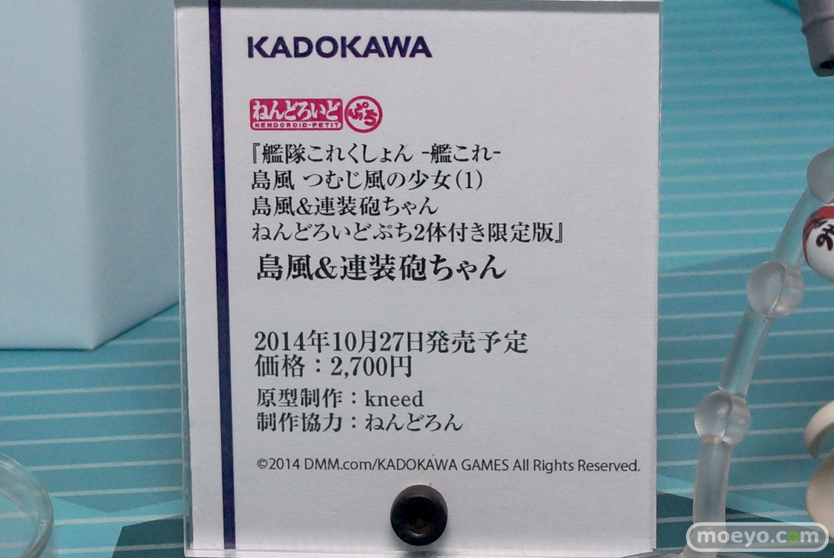 KADOKAWA
ねんどろいど ぷち
NENDOROID·PETIT
『艦隊これくしょん -艦これ-
島風 つむじ風の少女(1)
島風&連装砲ちゃん
ねんどろいどぷち2体付き限定版』
島風&連装砲ちゃん
2014年10月27日発売予定
価格：2,700円
原型制作：kneed
制作協力：ねんどろん
©2014 DMM.com/KADOKAWA GAMES All Rights Reserved.
moeyo.com